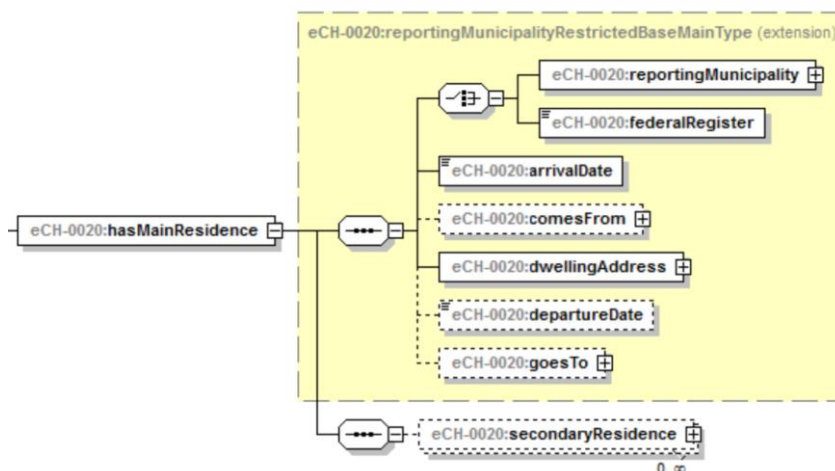 eCH-0020:reportingMunicipalityRestrictedBaseMainType (extension)
eCH-0020:reportingMunicipality
eCH-0020:federalRegister
eCH-0020:arrivalDate
eCH-0020:comesFrom
eCH-0020:hasMainResidence
eCH-0020:dwellingAddress
eCH-0020:departureDate
eCH-0020:goesTo
eCH-0020:secondaryResidence
0..∞